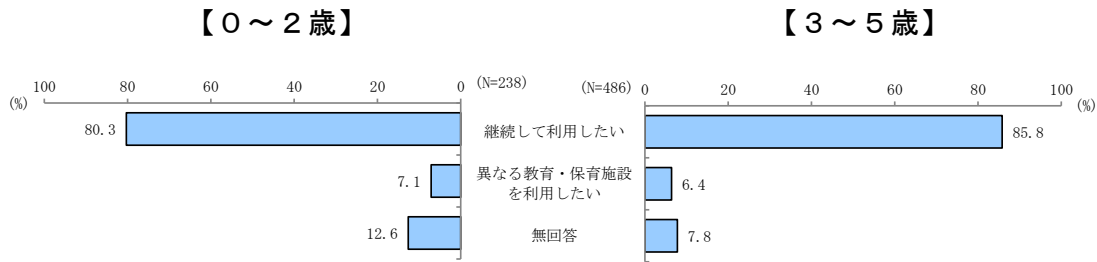 【０～２歳】
【３～５歳】
100 80 60 40 20 0
(%)
(N=238)
(N=486)
0 20 40 60 80 100
(%)
80.3
継続して利用したい
85.8
7.1
異なる教育・保育施設
を利用したい
6.4
12.6
無回答
7.8